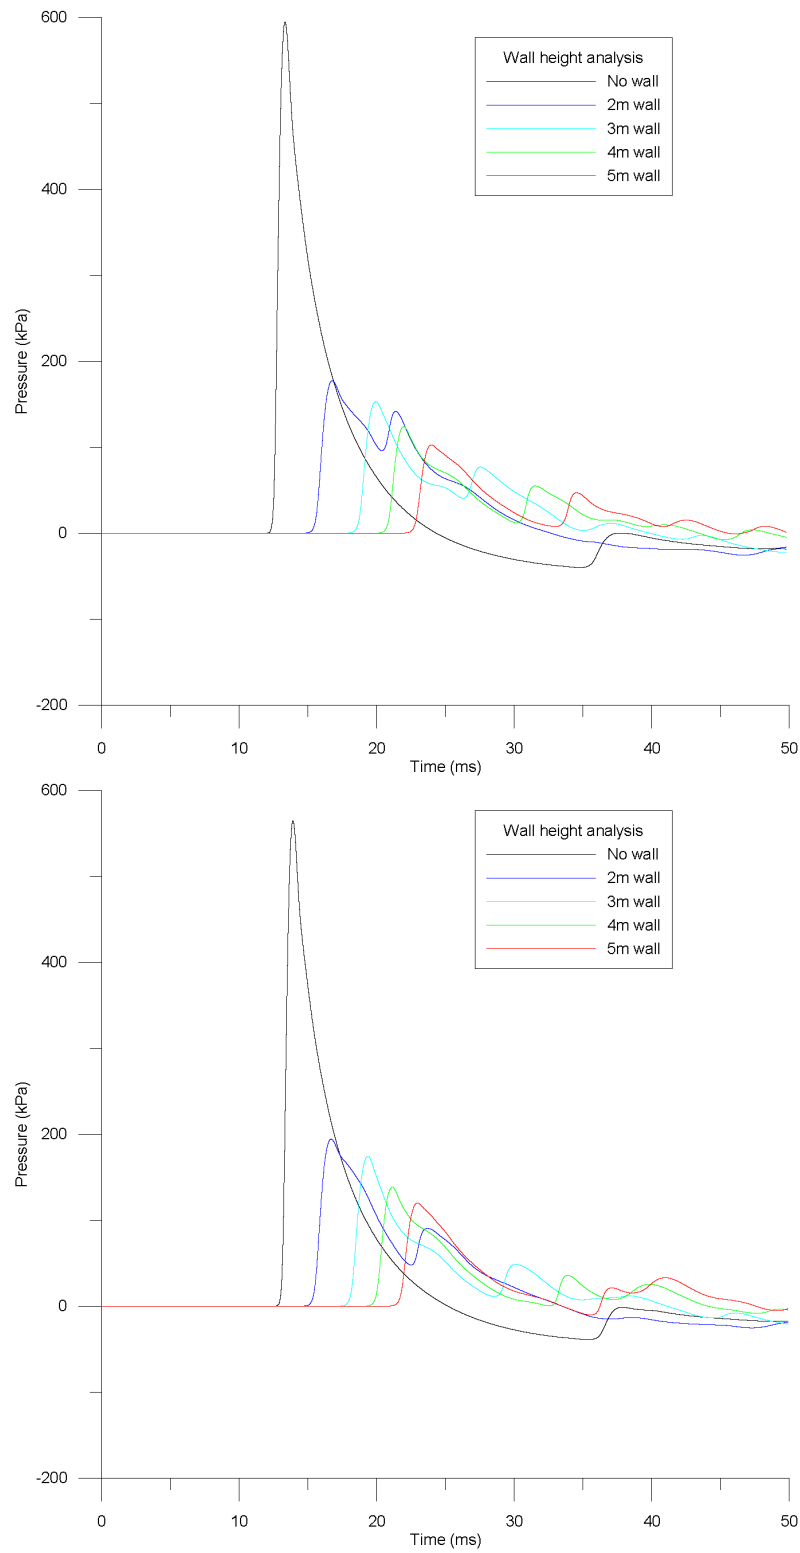 600
Wall height analysis
No wall
2m wall
3m wall
4m wall
5m wall
400
200
Pressure (kPa)
0
-200
0 10 20 30 40 50
Time (ms)
600
Wall height analysis
No wall
2m wall
3m wall
4m wall
5m wall
400
200
Pressure (kPa)
0
-200
0 10 20 30 40 50
Time (ms)